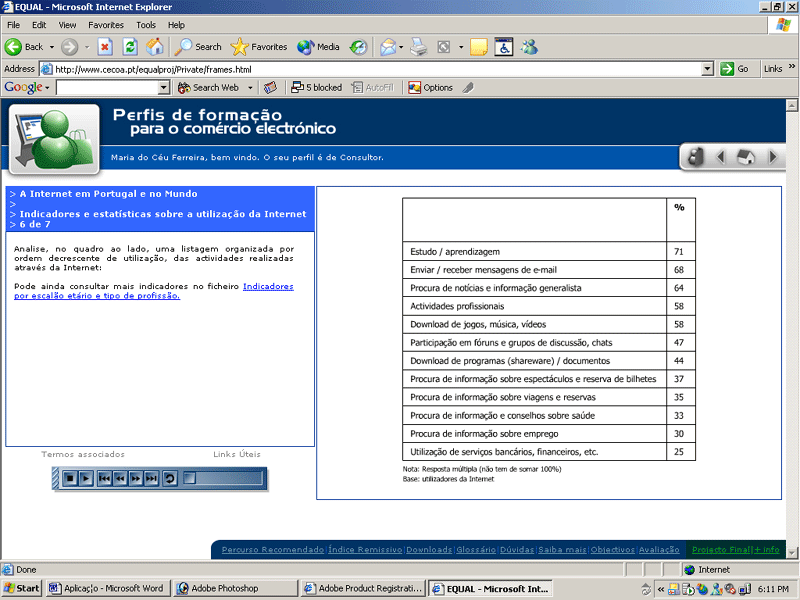 EQUAL - Microsoft Internet Explorer
File Edit View Favorites Tools Help
Back Search Favorites Media
Address http://www.cecoa.pt/equalproj/Private/frames.html Go Links »
Google Search Web 5 blocked AutoFill Options
Perfis de formação
para o comércio electrónico
Maria do Céu Ferreira, bem vindo. O seu perfil é de Consultor.
> A Internet em Portugal e no Mundo
>
> Indicadores e estatísticas sobre a utilização da Internet
> 6 de 7
Analise, no quadro ao lado, uma listagem organizada por
ordem decrescente de utilização, das actividades realizadas
através da Internet:
Pode ainda consultar mais indicadores no ficheiro Indicadores
por escalão etário e tipo de profissão.
Termos associados Links Úteis
%
Estudo / aprendizagem 71
Enviar / receber mensagens de e-mail 68
Procura de notícias e informação generalista 64
Actividades profissionais 58
Download de jogos, música, vídeos 58
Participação em fóruns e grupos de discussão, chats 47
Download de programas (shareware) / documentos 44
Procura de informação sobre espectáculos e reserva de bilhetes 37
Procura de informação sobre viagens e reservas 35
Procura de informação e conselhos sobre saúde 33
Procura de informação sobre emprego 30
Utilização de serviços bancários, financeiros, etc. 25
Nota: Resposta múltipla (não tem de somar 100%)
Base: utilizadores da Internet
Percurso Recomendado Índice Remissivo Downloads Glossário Dúvidas Saiba mais Objectivos Avaliação Projecto Final + info
Done Internet
Start Aplicaç¦o - Microsoft Word Adobe Photoshop Adobe Product Registrati... EQUAL - Microsoft Int... « 6:11 PM